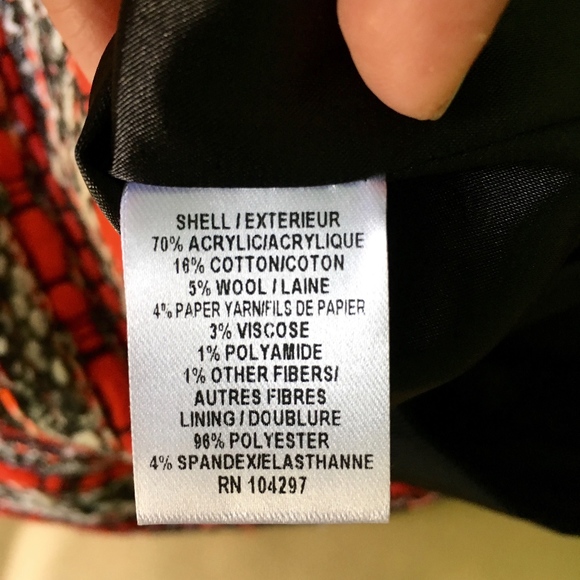 SHELL / EXTERIEUR
70% ACRYLIC/ACRYLIQUE
16% COTTON/COTON
5% WOOL / LAINE
4% PAPER YARN/FILS DE PAPIER
3% VISCOSE
1% POLYAMIDE
1% OTHER FIBERS/
AUTRES FIBRES
LINING / DOUBLURE
96% POLYESTER
4% SPANDEX/ELASTHANNE
RN 104297